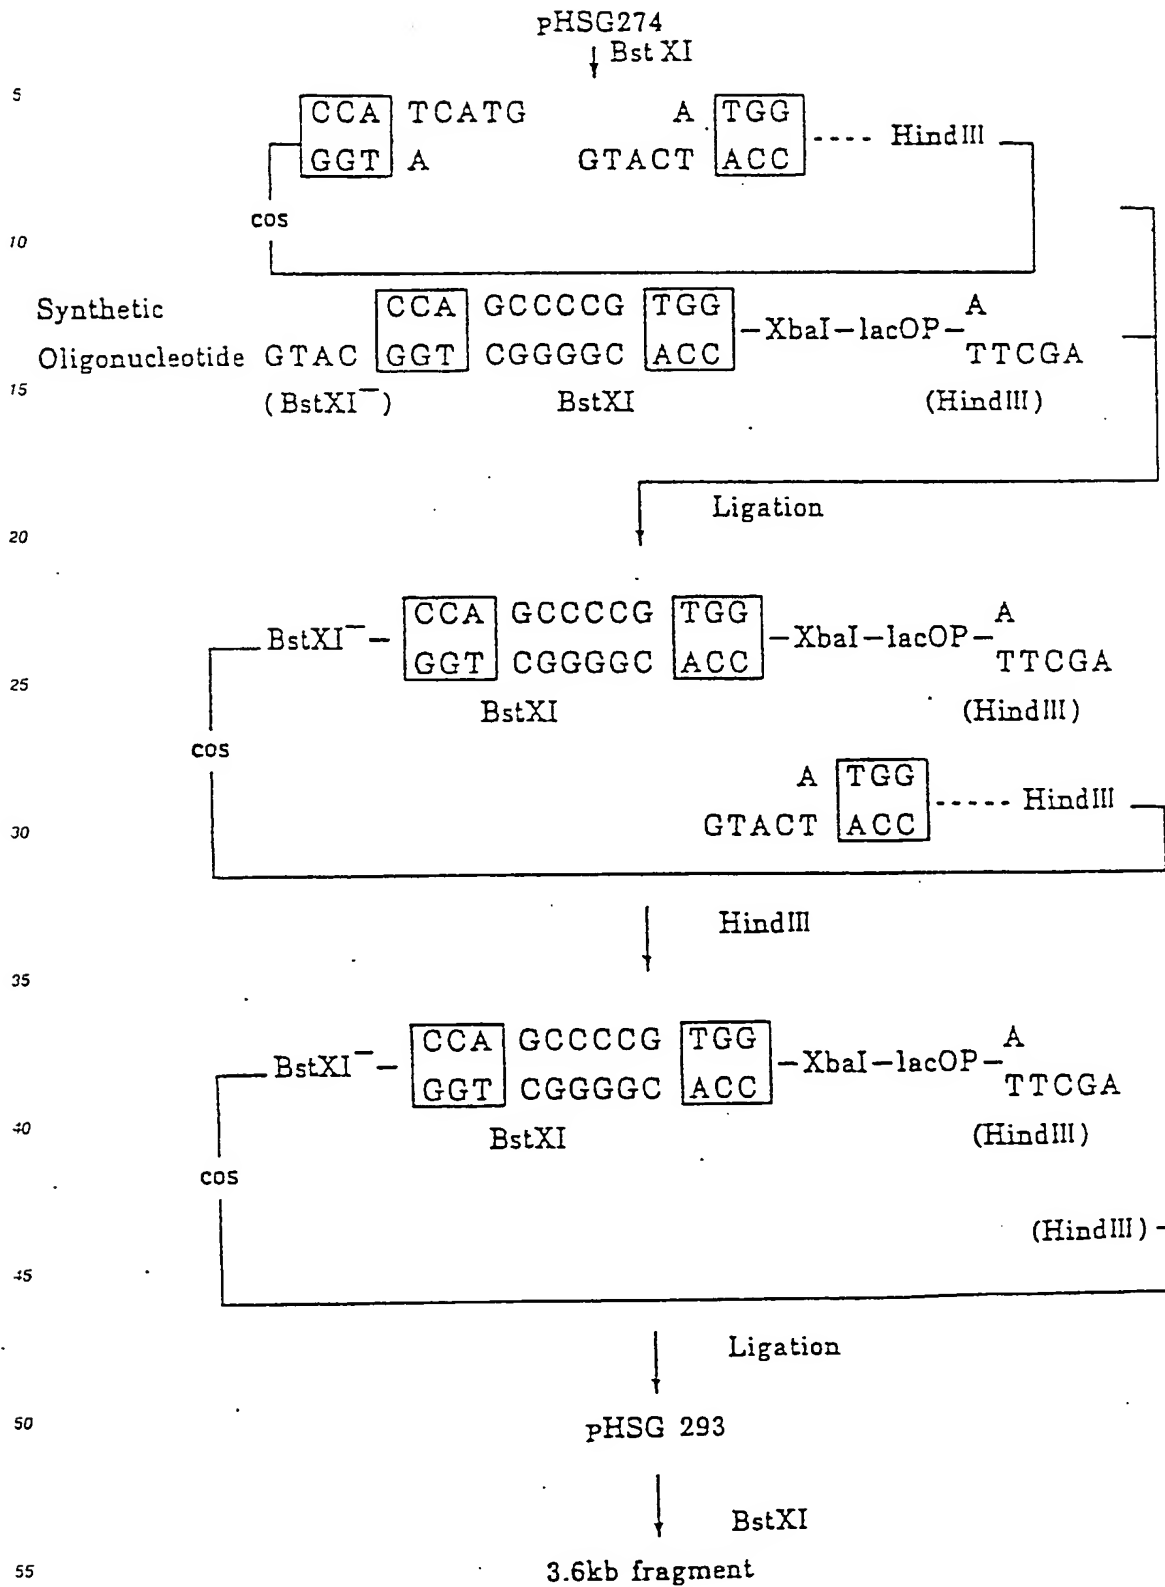 pHSG274
Bst XI
5
CCA TCATG A TGG
---- HindIII
GGT A GTACT ACC
cos
10
Synthetic CCA GCCCCG TGG A
-XbaI-lacOP-
Oligonucleotide GTAC GGT CGGGGC ACC TTCGA
15
(BstXI⁻) BstXI (HindIII)
Ligation
20
CCA GCCCCG TGG A
BstXI⁻- -XbaI-lacOP-
GGT CGGGGC ACC TTCGA
25
BstXI (HindIII)
cos
A TGG
----- HindIII
GTACT ACC
30
HindIII
35
CCA GCCCCG TGG A
BstXI⁻- -XbaI-lacOP-
GGT CGGGGC ACC TTCGA
40
BstXI (HindIII)
cos
(HindIII)-
45
Ligation
50
pHSG 293
BstXI
55
3.6kb fragment